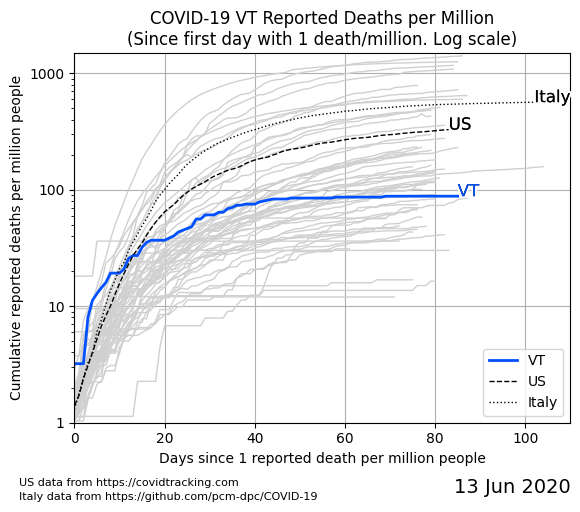 COVID-19 VT Reported Deaths per Million
(Since first day with 1 death/million. Log scale)
Cumulative reported deaths per million people
1000
100
10
1
Italy
US
VT
VT
US
Italy
0 20 40 60 80 100
Days since 1 reported death per million people
US data from https://covidtracking.com
Italy data from https://github.com/pcm-dpc/COVID-19
13 Jun 2020